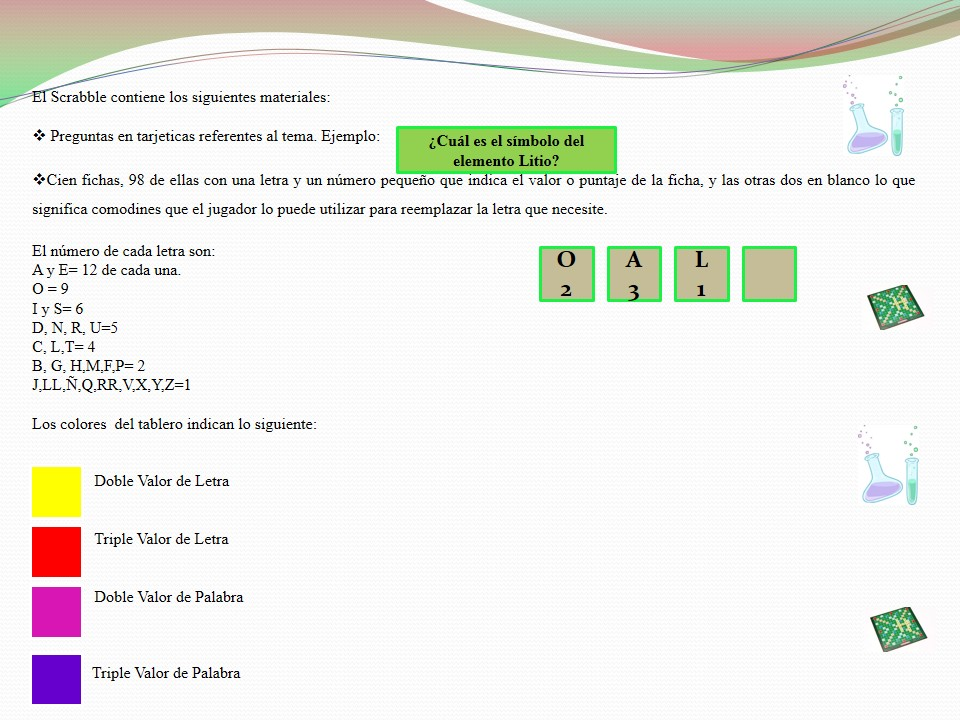 El Scrabble contiene los siguientes materiales:
❖ Preguntas en tarjeticas referentes al tema. Ejemplo:
¿Cuál es el símbolo del
elemento Litio?
❖Cien fichas, 98 de ellas con una letra y un número pequeño que indica el valor o puntaje de la ficha, y las otras dos en blanco lo que
significa comodines que el jugador lo puede utilizar para reemplazar la letra que necesite.
El número de cada letra son:
A y E= 12 de cada una.
O = 9
I y S= 6
D, N, R, U=5
C, L,T= 4
B, G, H,M,F,P= 2
J,LL,Ñ,Q,RR,V,X,Y,Z=1
O A L
2 3 1
Los colores  del tablero indican lo siguiente:
Doble Valor de Letra
Triple Valor de Letra
Doble Valor de Palabra
Triple Valor de Palabra